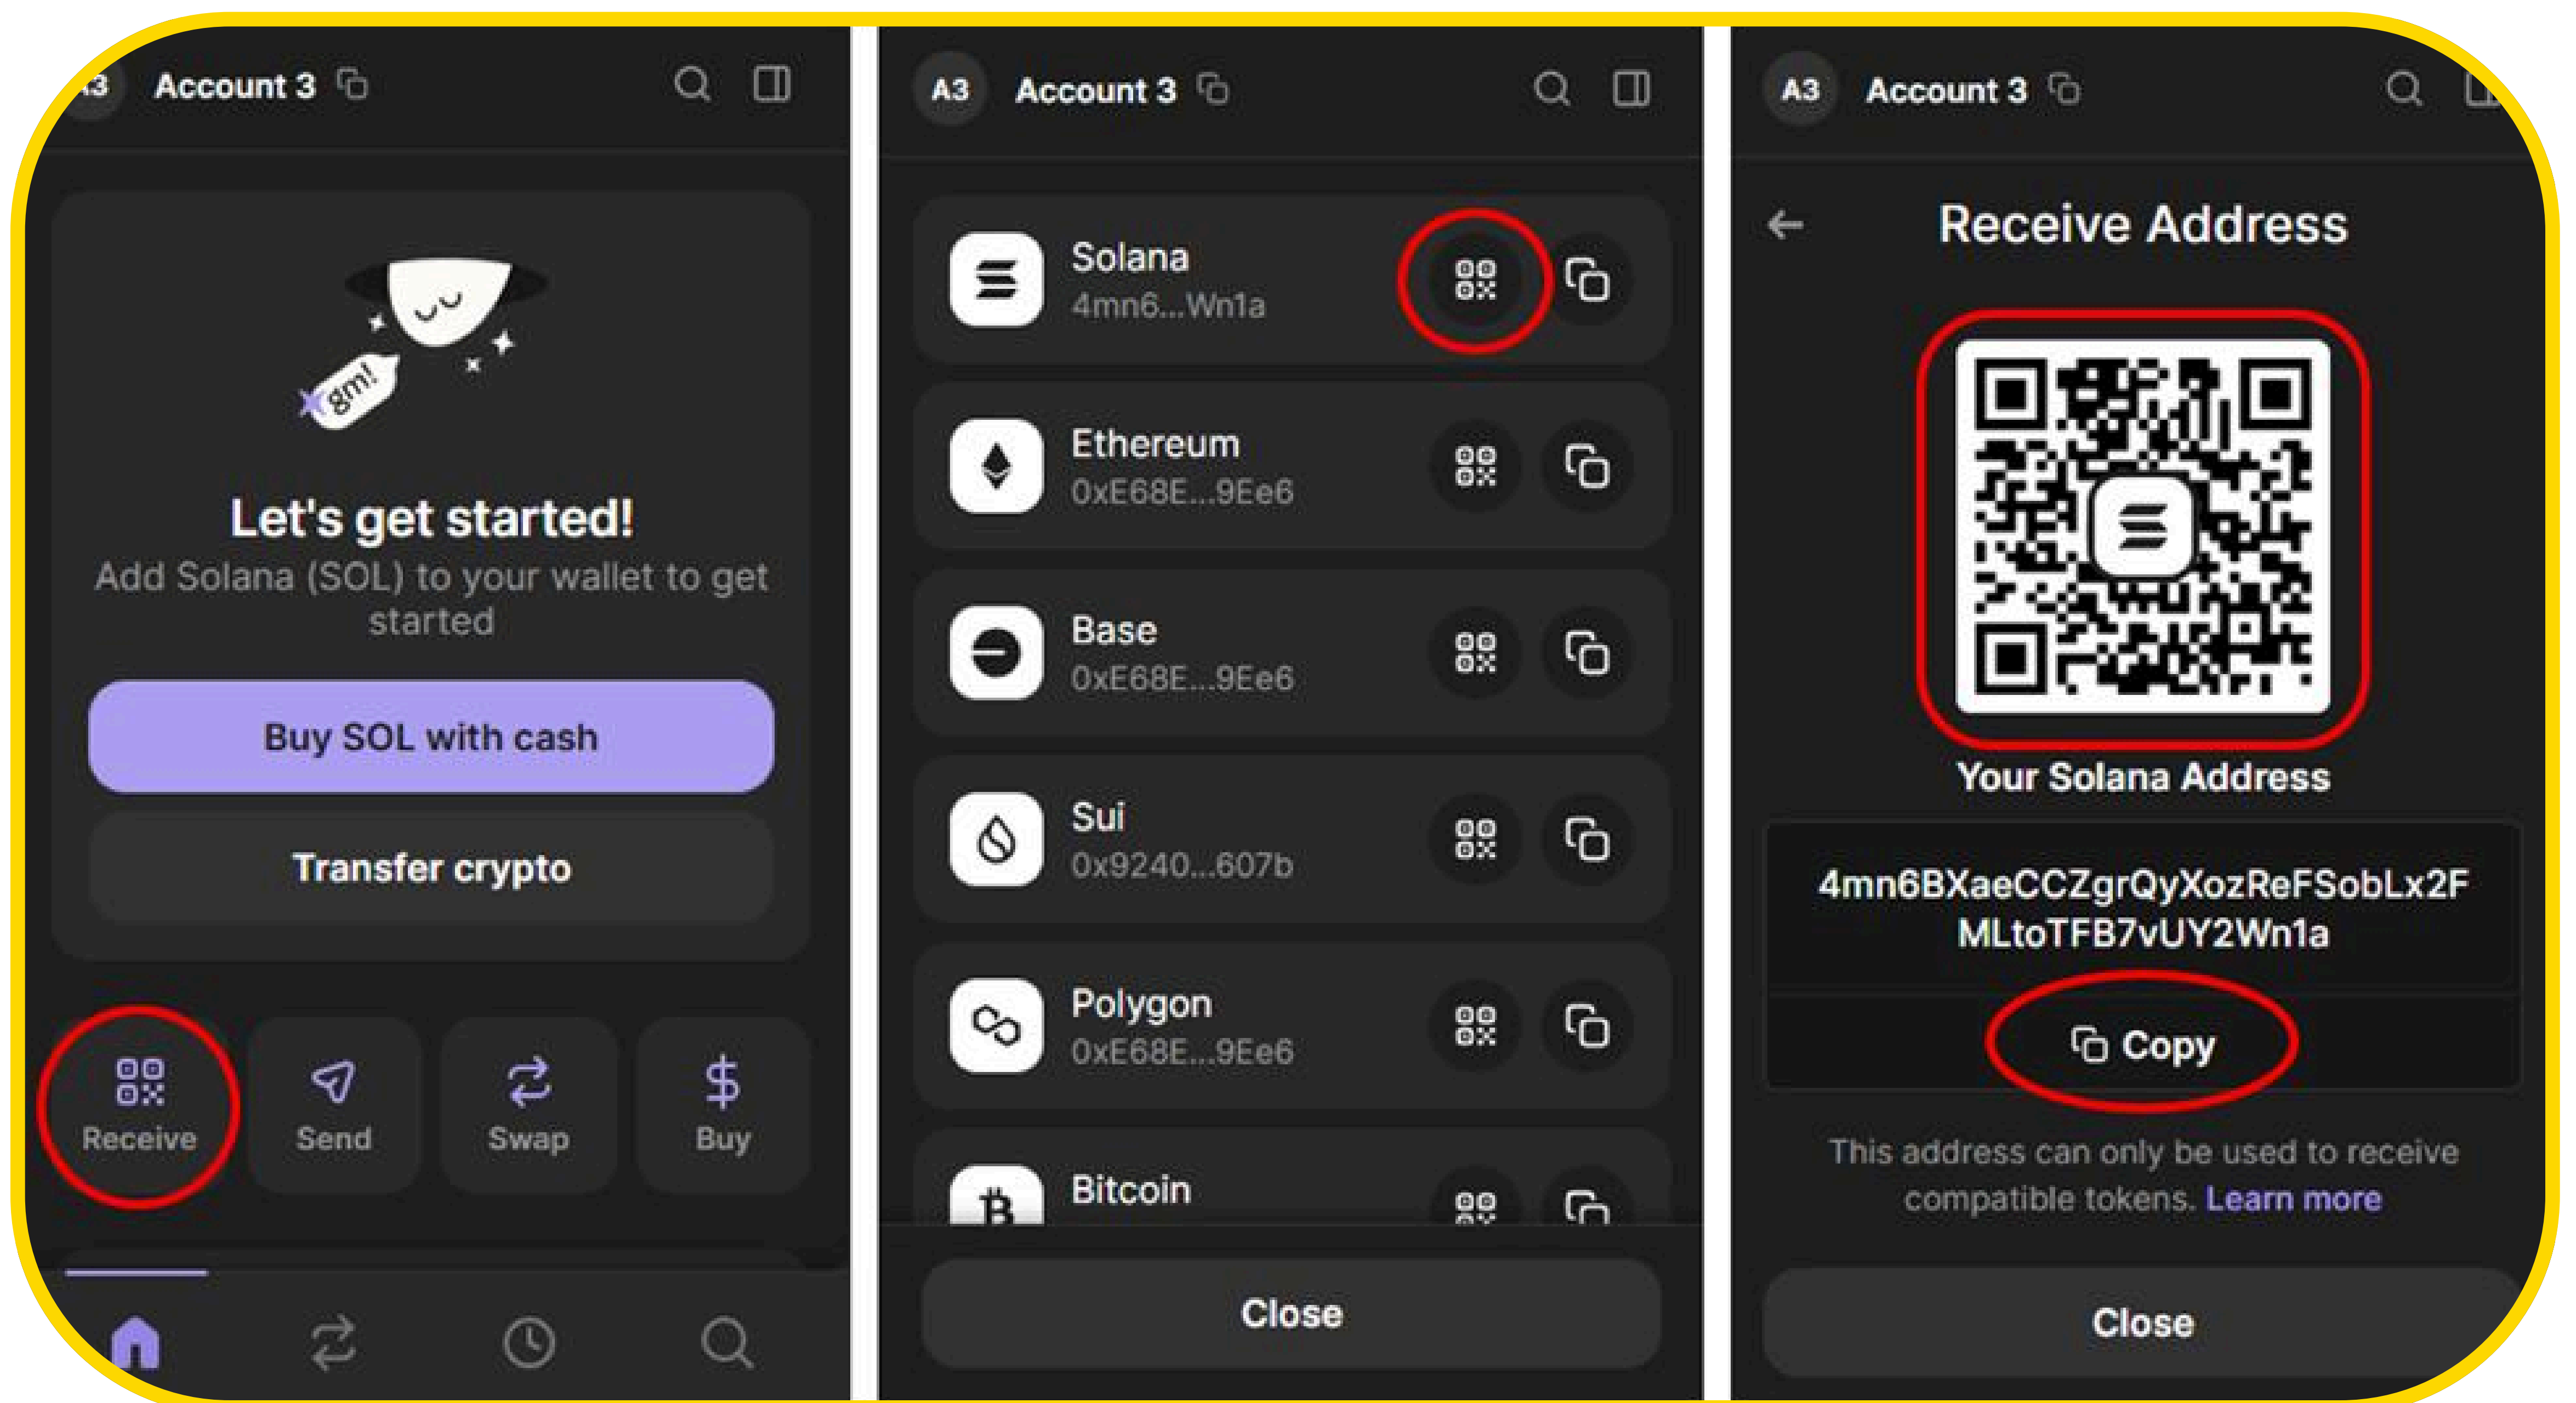 A3 Account 3
gm!
Let's get started!
Add Solana (SOL) to your wallet to get
started
Buy SOL with cash
Transfer crypto
Receive
Send
Swap
Buy
A3 Account 3
Solana
4mn6...Wn1a
Ethereum
0xE68E...9Ee6
Base
0xE68E...9Ee6
Sui
0x9240...607b
Polygon
0xE68E...9Ee6
Bitcoin
Close
A3 Account 3
Receive Address
Your Solana Address
4mn6BXaeCCZgrQyXozReFSobLx2F
MLtoTFB7vUY2Wn1a
Copy
This address can only be used to receive
compatible tokens. Learn more
Close